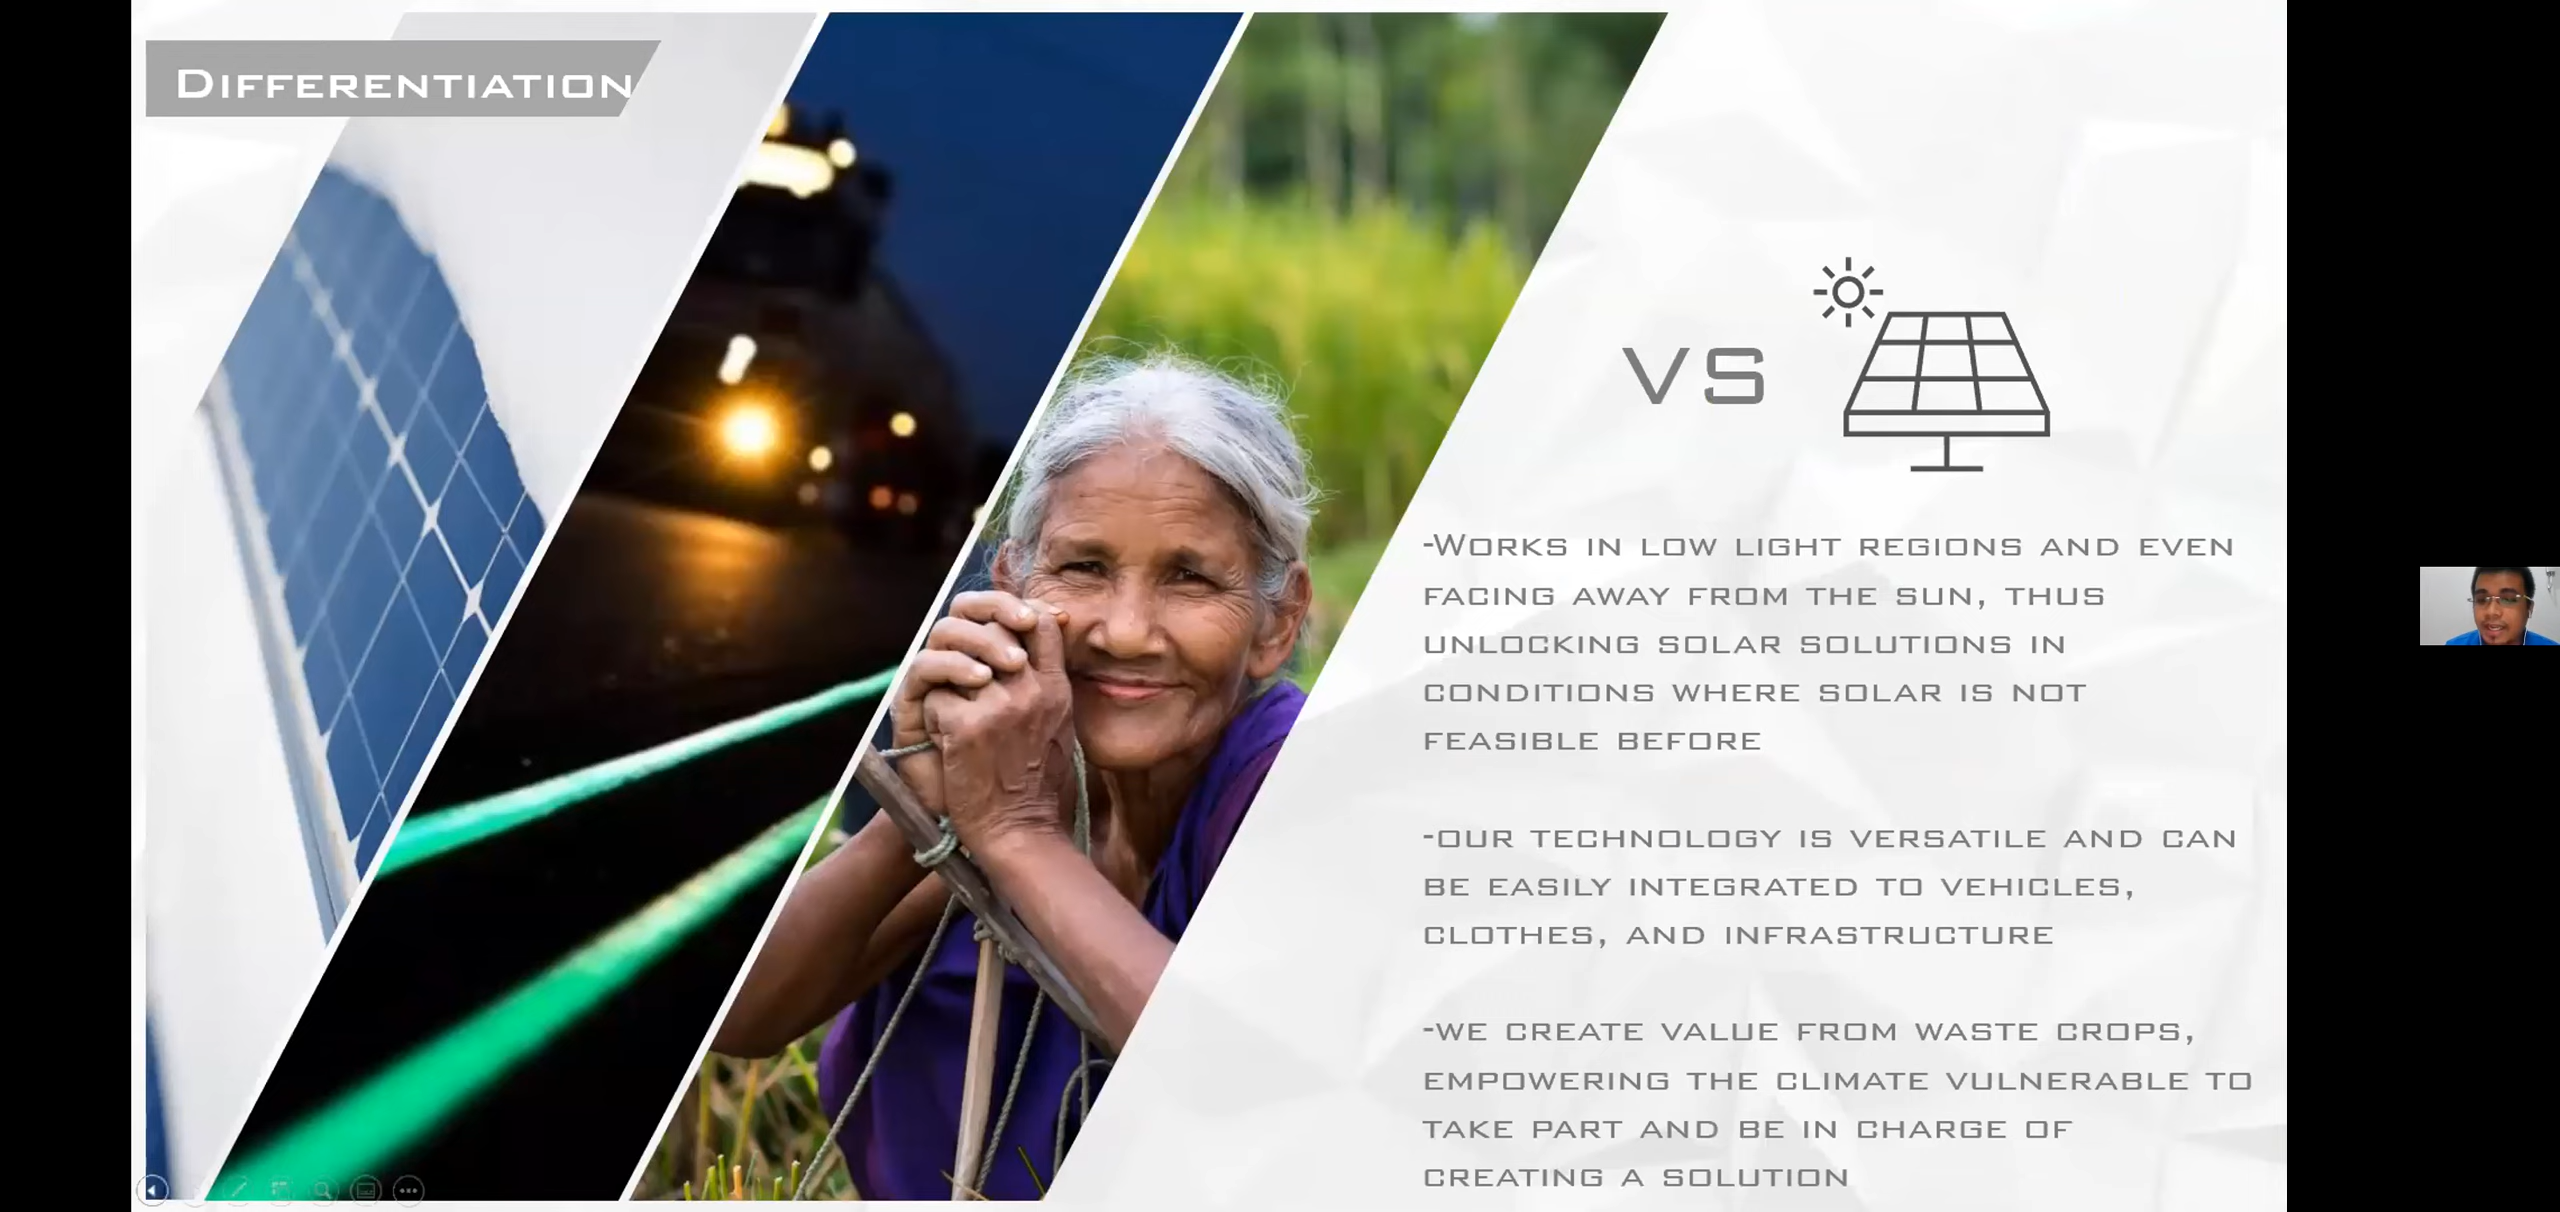 DIFFERENTIATION
VS
-WORKS IN LOW LIGHT REGIONS AND EVEN
FACING AWAY FROM THE SUN, THUS
UNLOCKING SOLAR SOLUTIONS IN
CONDITIONS WHERE SOLAR IS NOT
FEASIBLE BEFORE
-OUR TECHNOLOGY IS VERSATILE AND CAN
BE EASILY INTEGRATED TO VEHICLES,
CLOTHES, AND INFRASTRUCTURE
-WE CREATE VALUE FROM WASTE CROPS,
EMPOWERING THE CLIMATE VULNERABLE TO
TAKE PART AND BE IN CHARGE OF
CREATING A SOLUTION